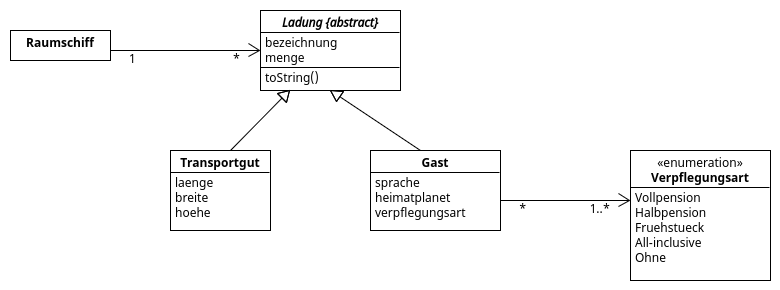 Raumschiff
1
*
Ladung {abstract}
bezeichnung
menge
toString()
Transportgut
laenge
breite
hoehe
Gast
sprache
heimatplanet
verpflegungsart
*
1..*
«enumeration»
Verpflegungsart
Vollpension
Halbpension
Fruehstueck
All-inclusive
Ohne